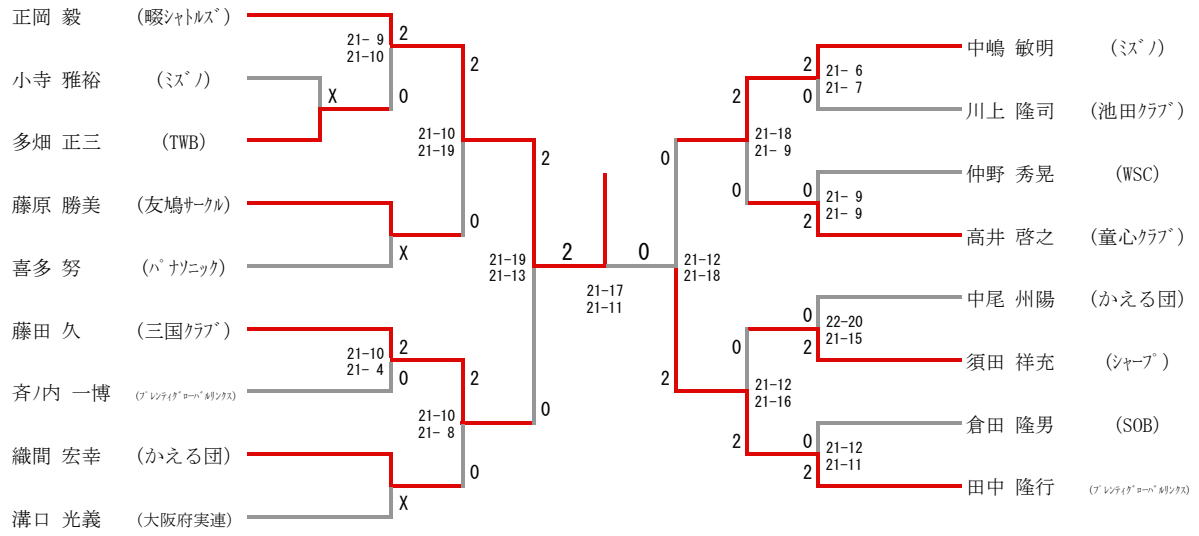 正岡 毅 (畷ｼｬﾄﾙｽﾞ)
小寺 雅裕 (ﾐｽﾞﾉ)
多畑 正三 (TWB)
藤原 勝美 (友鳩ｻｰｸﾙ)
喜多 努 (ﾊﾟﾅｿﾆｯｸ)
藤田 久 (三国ｸﾗﾌﾞ)
斉ﾉ内 一博 (ﾌﾟﾚﾝﾃｨｸﾞﾛｰﾊﾞﾙﾘﾝｸｽ)
織間 宏幸 (かえる団)
溝口 光義 (大阪府実連)
21- 9
21-10
2
0
X
X
21-10
21- 4
2
0
X
21-10
21-19
2
0
21-10
21- 8
2
0
21-19
21-13
2
0
2
0
21-17
21-11
21-12
21-18
0
2
21-18
21- 9
2
0
21-12
21-16
0
2
2
0
21- 6
21- 7
0
2
21- 9
21- 9
0
2
22-20
21-15
0
2
21-12
21-11
中嶋 敏明 (ﾐｽﾞﾉ)
川上 隆司 (池田ｸﾗﾌﾞ)
仲野 秀晃 (WSC)
高井 啓之 (童心ｸﾗﾌﾞ)
中尾 州陽 (かえる団)
須田 祥充 (ｼｬｰﾌﾟ)
倉田 隆男 (SOB)
田中 隆行 (ﾌﾟﾚﾝﾃｨｸﾞﾛｰﾊﾞﾙﾘﾝｸｽ)